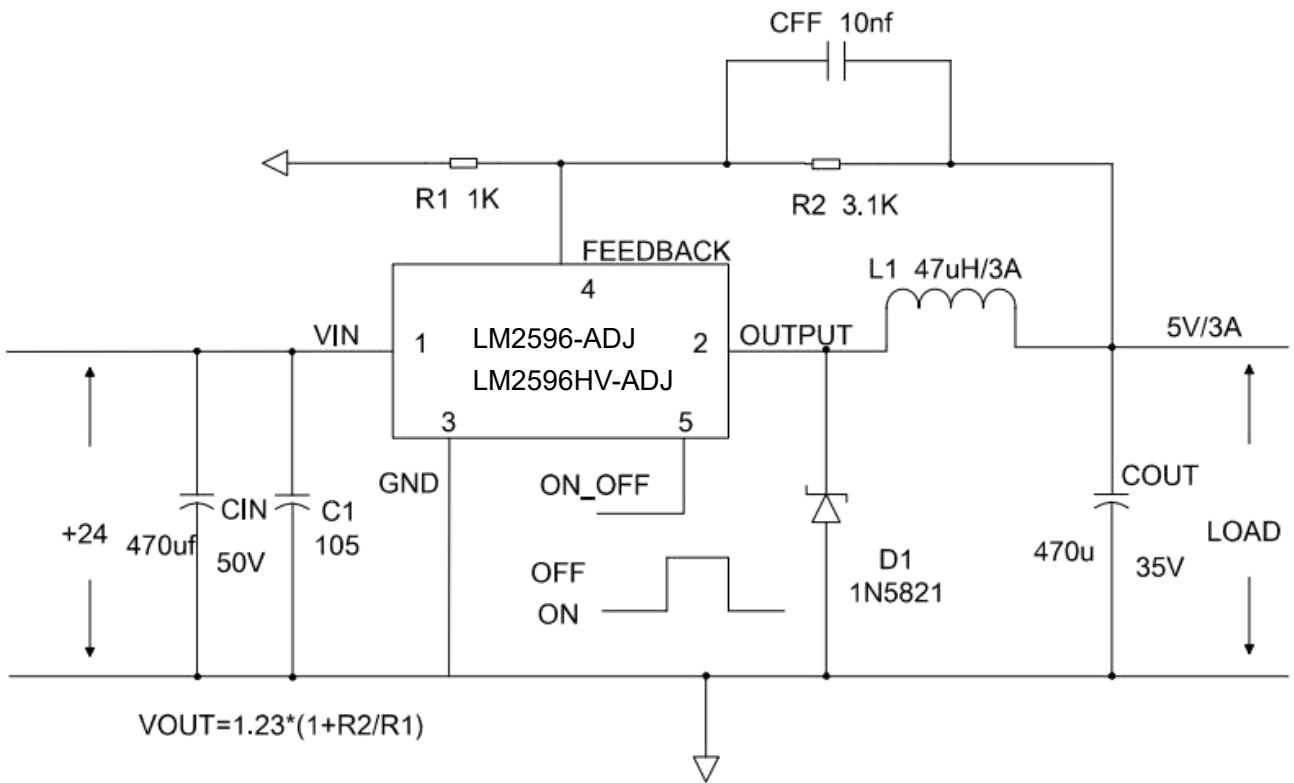 CFF 10nf
R1 1K
R2 3.1K
FEEDBACK
4
L1 47uH/3A
VIN
1
LM2596-ADJ
2
OUTPUT
5V/3A
LM2596HV-ADJ
3
5
GND
ON_OFF
COUT
+24
470uf
CIN
50V
C1
105
470u
35V
LOAD
OFF
ON
D1
1N5821
VOUT=1.23*(1+R2/R1)